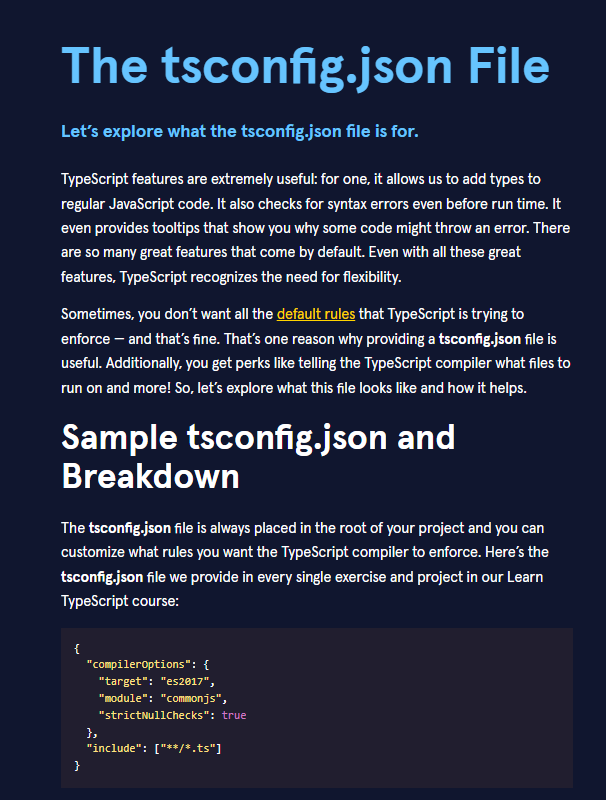 The tsconfig.json File
Let’s explore what the tsconfig.json file is for.
TypeScript features are extremely useful: for one, it allows us to add types to
regular JavaScript code. It also checks for syntax errors even before run time. It
even provides tooltips that show you why some code might throw an error. There
are so many great features that come by default. Even with all these great
features, TypeScript recognizes the need for flexibility.
Sometimes, you don’t want all the default rules that TypeScript is trying to
enforce — and that’s fine. That’s one reason why providing a tsconfig.json file is
useful. Additionally, you get perks like telling the TypeScript compiler what files to
run on and more! So, let’s explore what this file looks like and how it helps.
Sample tsconfig.json and
Breakdown
The tsconfig.json file is always placed in the root of your project and you can
customize what rules you want the TypeScript compiler to enforce. Here’s the
tsconfig.json file we provide in every single exercise and project in our Learn
TypeScript course:
{
  "compilerOptions": {
    "target": "es2017",
    "module": "commonjs",
    "strictNullChecks": true
  },
  "include": ["**/*.ts"]
}